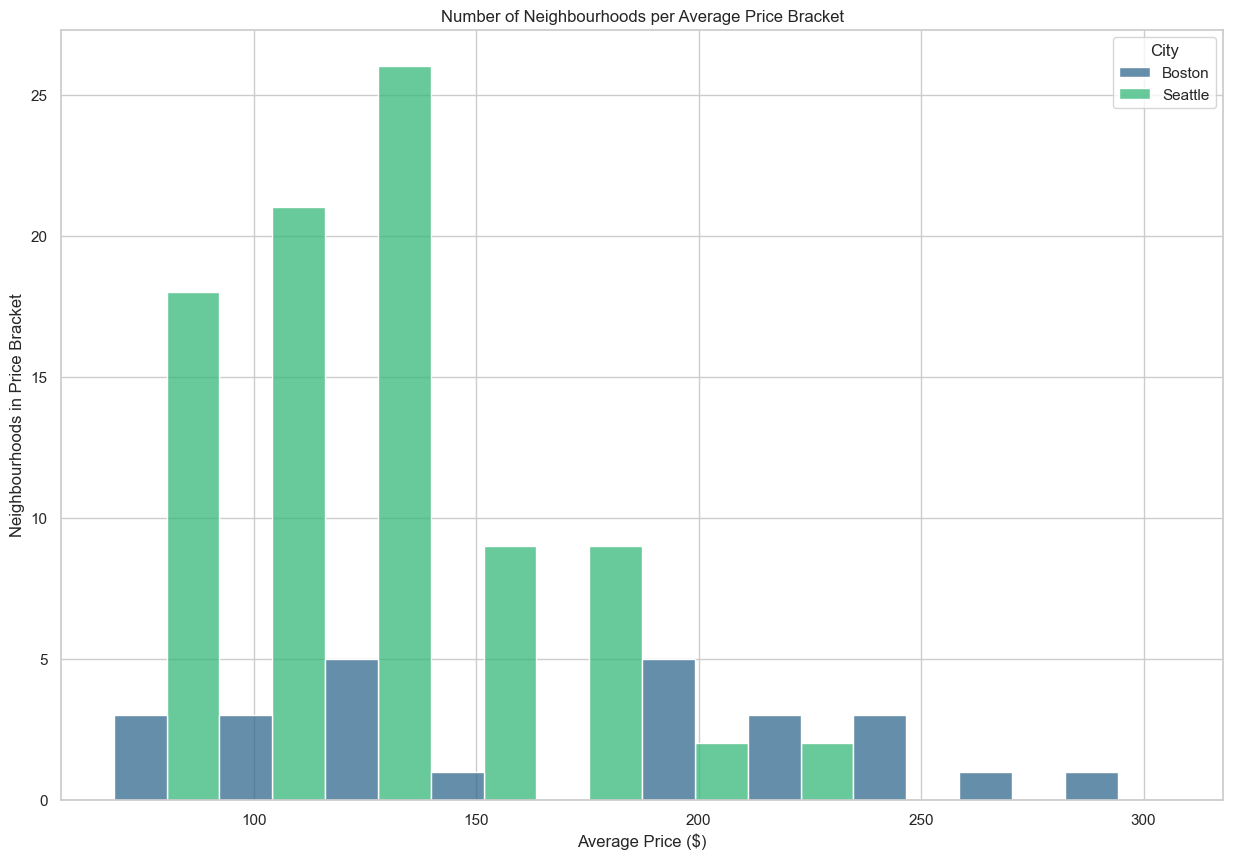 Number of Neighbourhoods per Average Price Bracket
City
Boston
Seattle
Neighbourhoods in Price Bracket
25
20
15
10
5
0
100
150
200
250
300
Average Price ($)